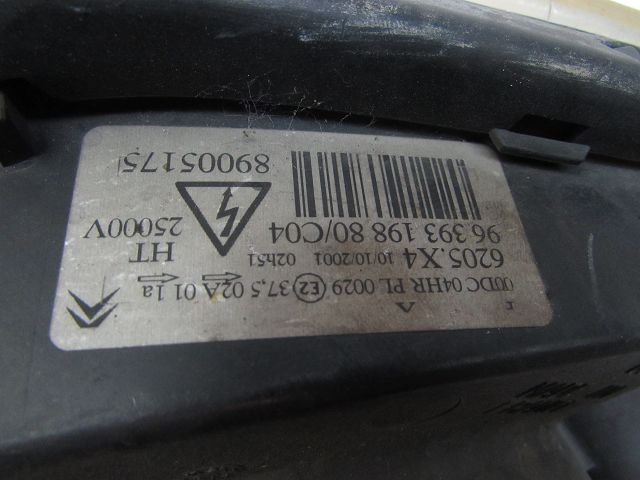 (U)DC 04HR PL 0029 E2 37,5 02A 01 1a
6205.X4 10/10/2001 02h51
HT
96 393 198 80/C04
25000V
89005175